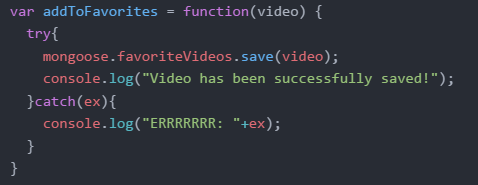 var addToFavorites = function(video) {
  try{
    mongoose.favoriteVideos.save(video);
    console.log("Video has been successfully saved!");
  }catch(ex){
    console.log("ERRRRRRR: "+ex);
  }
}